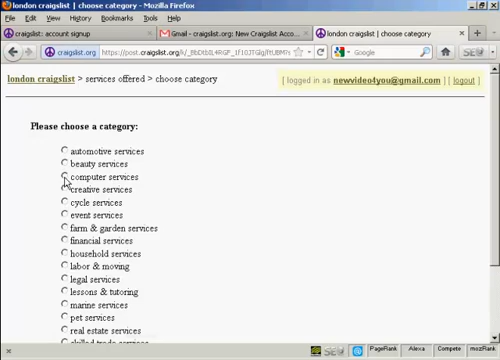 london craigslist | choose category - Mozilla Firefox
File Edit View History Bookmarks Tools Help
craigslist: account signup
Gmail - craigslist.org: New Craigslist Acco...
london craigslist | choose category
craigslist.org
Google
london craigslist > services offered > choose category
[ logged in as newvideo4you@gmail.com ] [ logout ]
Please choose a category:
automotive services
beauty services
computer services
creative services
cycle services
event services
farm & garden services
financial services
household services
labor & moving
legal services
lessons & tutoring
marine services
pet services
real estate services
skilled trade services
PageRank
Alexa
Compete
mozRank